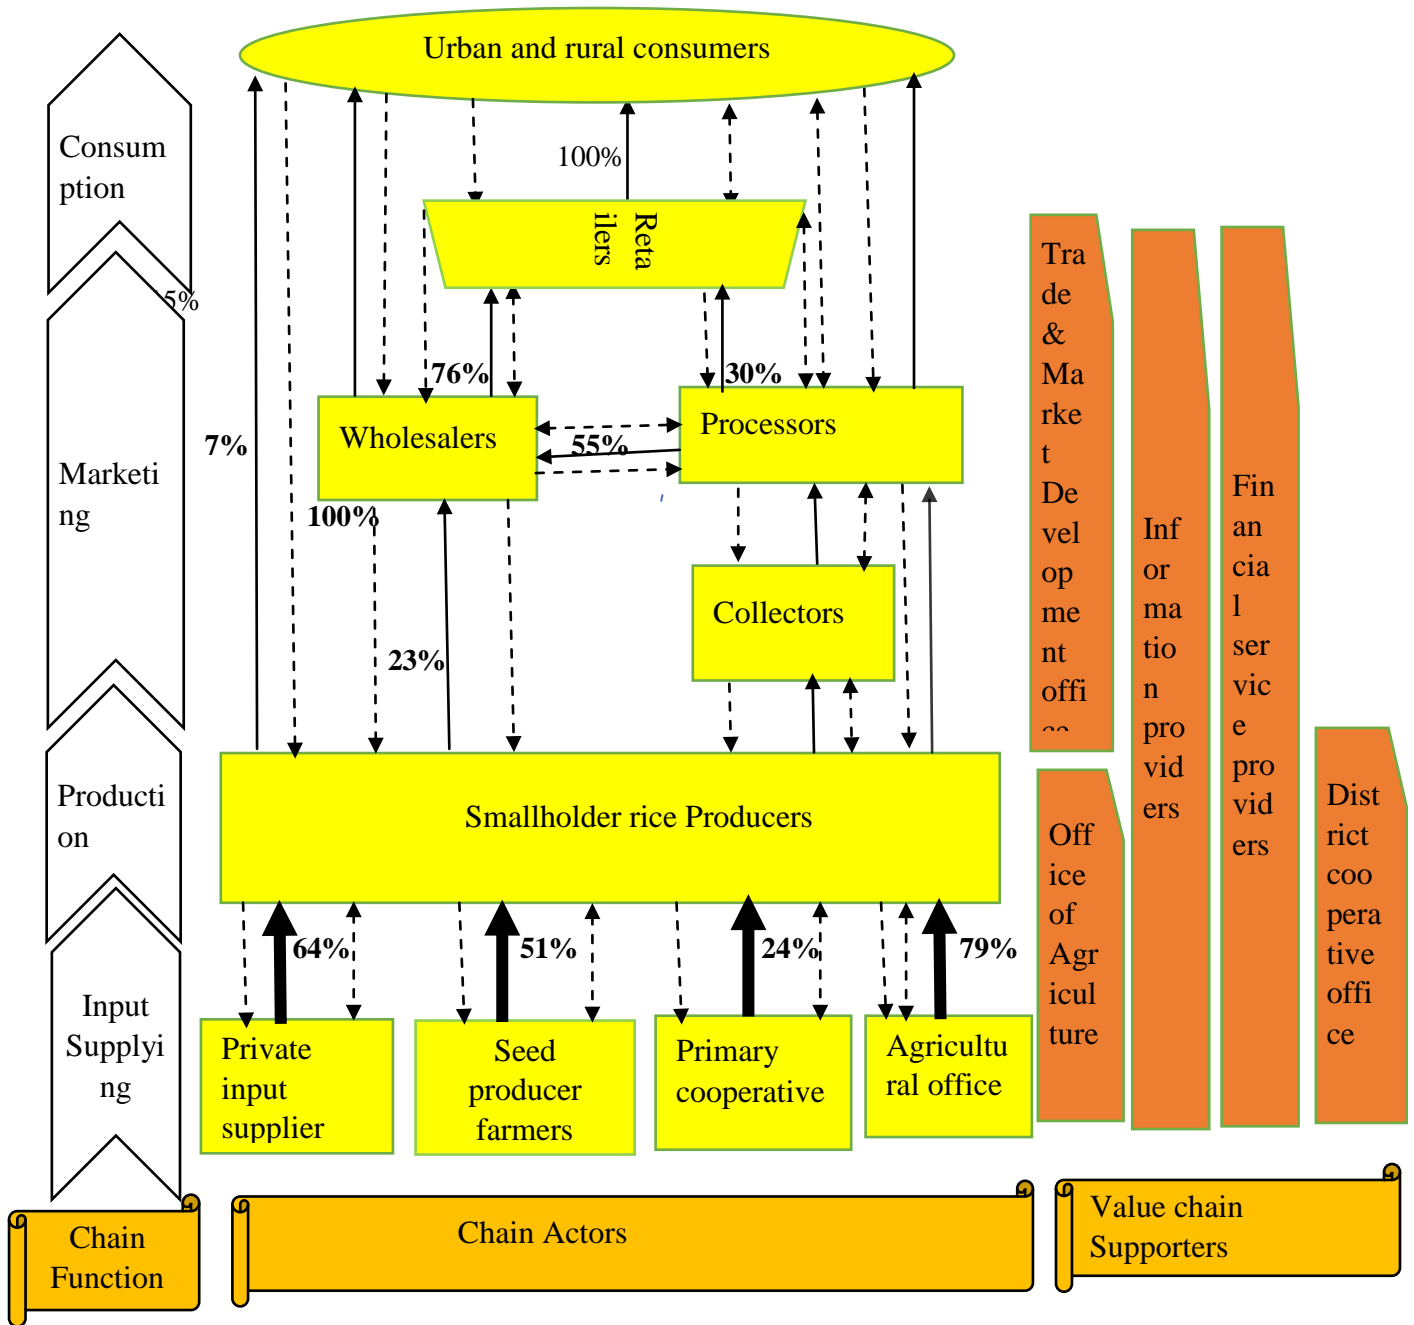 Urban and rural consumers
Consum
ption
100%
Reta
ilers
5%
76%
30%
Wholesalers
Processors
55%
7%
Marketi
ng
100%
Collectors
23%
Producti
on
Smallholder rice Producers
64%
51%
24%
79%
Input
Supplyi
ng
Private
input
supplier
Seed
producer
farmers
Primary
cooperative
Agricultu
ral office
Tra
de
&
Ma
rke
t
De
vel
op
me
nt
offi
ce
Off
ice
of
Agr
icul
ture
Inf
or
ma
tio
n
pro
vid
ers
Fin
an
cia
l
ser
vic
e
pro
vid
ers
Dist
rict
coo
pera
tive
offi
ce
Chain
Function
Chain Actors
Value chain
Supporters